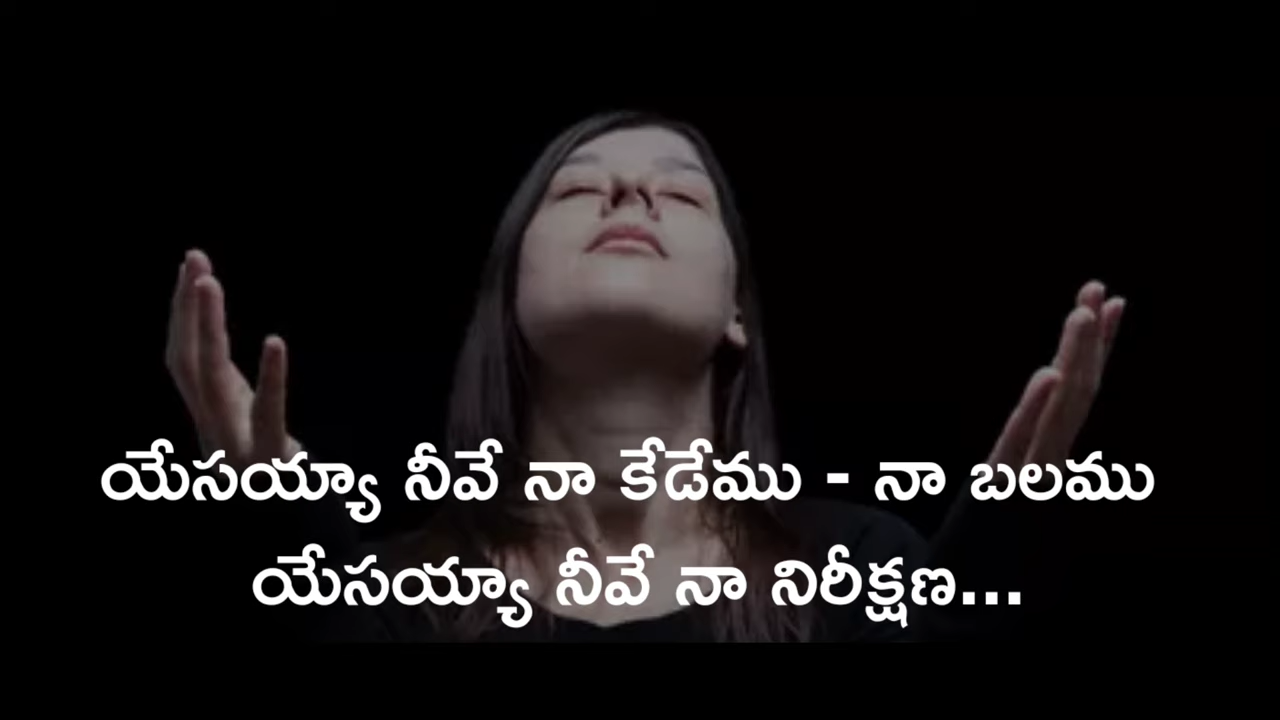 యేసయ్యా నీవే నా కేడేము - నా బలము
యేసయ్యా నీవే నా నిరీక్షణ...